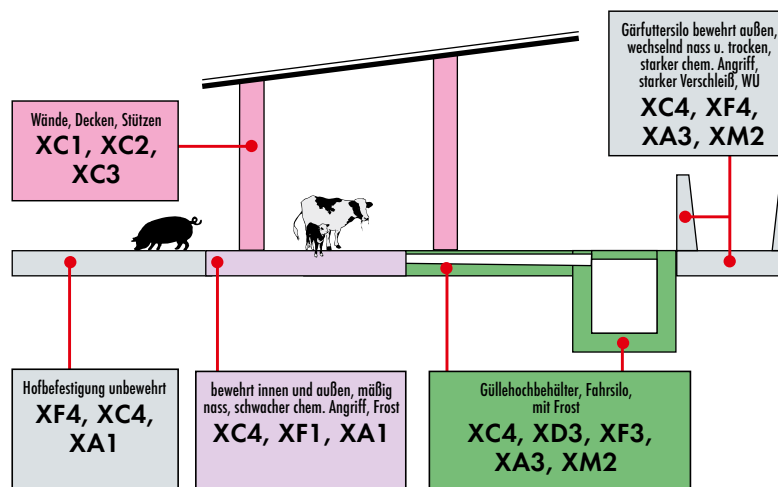 Gärfuttersilo bewehrt außen,
wechselnd nass u. trocken,
starker chem. Angriff,
starker Verschleiß, WU
XC4, XF4,
XA3, XM2
Wände, Decken, Stützen
XC1, XC2,
XC3
Hofbefestigung unbewehrt
XF4, XC4,
XA1
bewehrt innen und außen, mäßig
nass, schwacher chem. Angriff, Frost
XC4, XF1, XA1
Güllehochbehälter, Fahrsilo,
mit Frost
XC4, XD3, XF3,
XA3, XM2